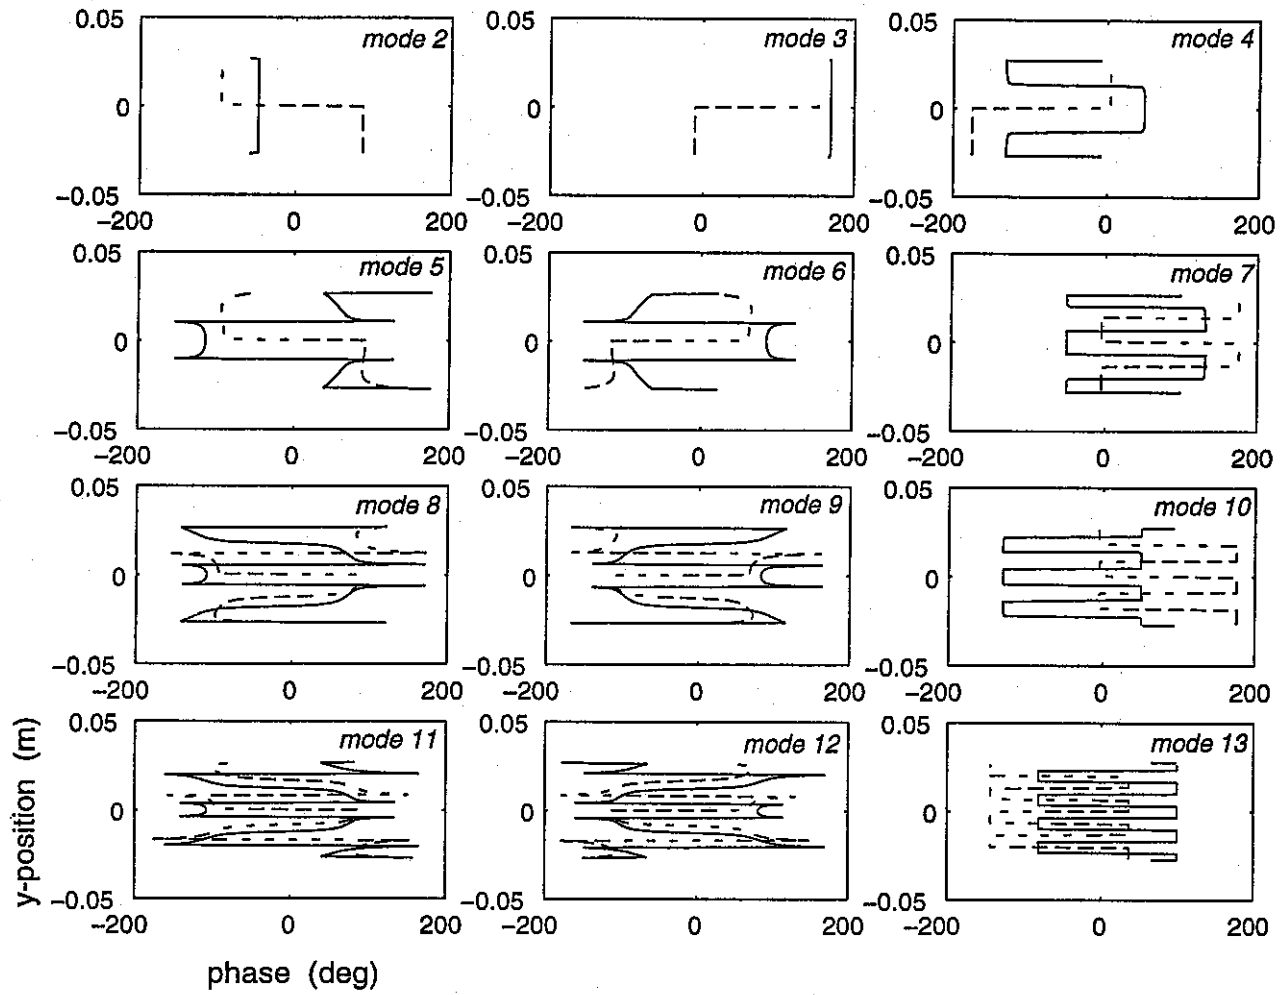 0.05 mode 2 0.05 mode 3 0.05 mode 4
0 0 0
−0.05 −0.05 −0.05
−200 0 200 −200 0 200 −200 0 200
0.05 mode 5 0.05 mode 6 0.05 mode 7
0 0 0
−0.05 −0.05 −0.05
−200 0 200 −200 0 200 −200 0 200
0.05 mode 8 0.05 mode 9 0.05 mode 10
0 0 0
−0.05 −0.05 −0.05
−200 0 200 −200 0 200 −200 0 200
0.05 mode 11 0.05 mode 12 0.05 mode 13
0 0 0
−0.05 −0.05 −0.05
−200 0 200 −200 0 200 −200 0 200
y-position (m)
phase (deg)